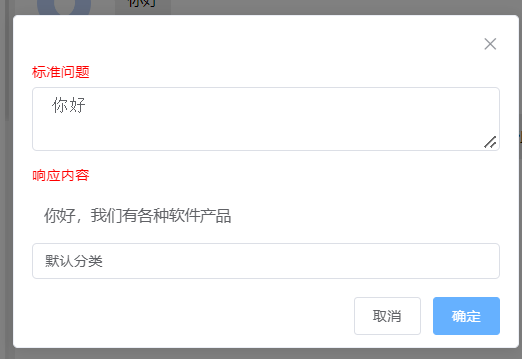 你好
标准问题
你好
响应内容
你好，我们有各种软件产品
默认分类
取消 确定